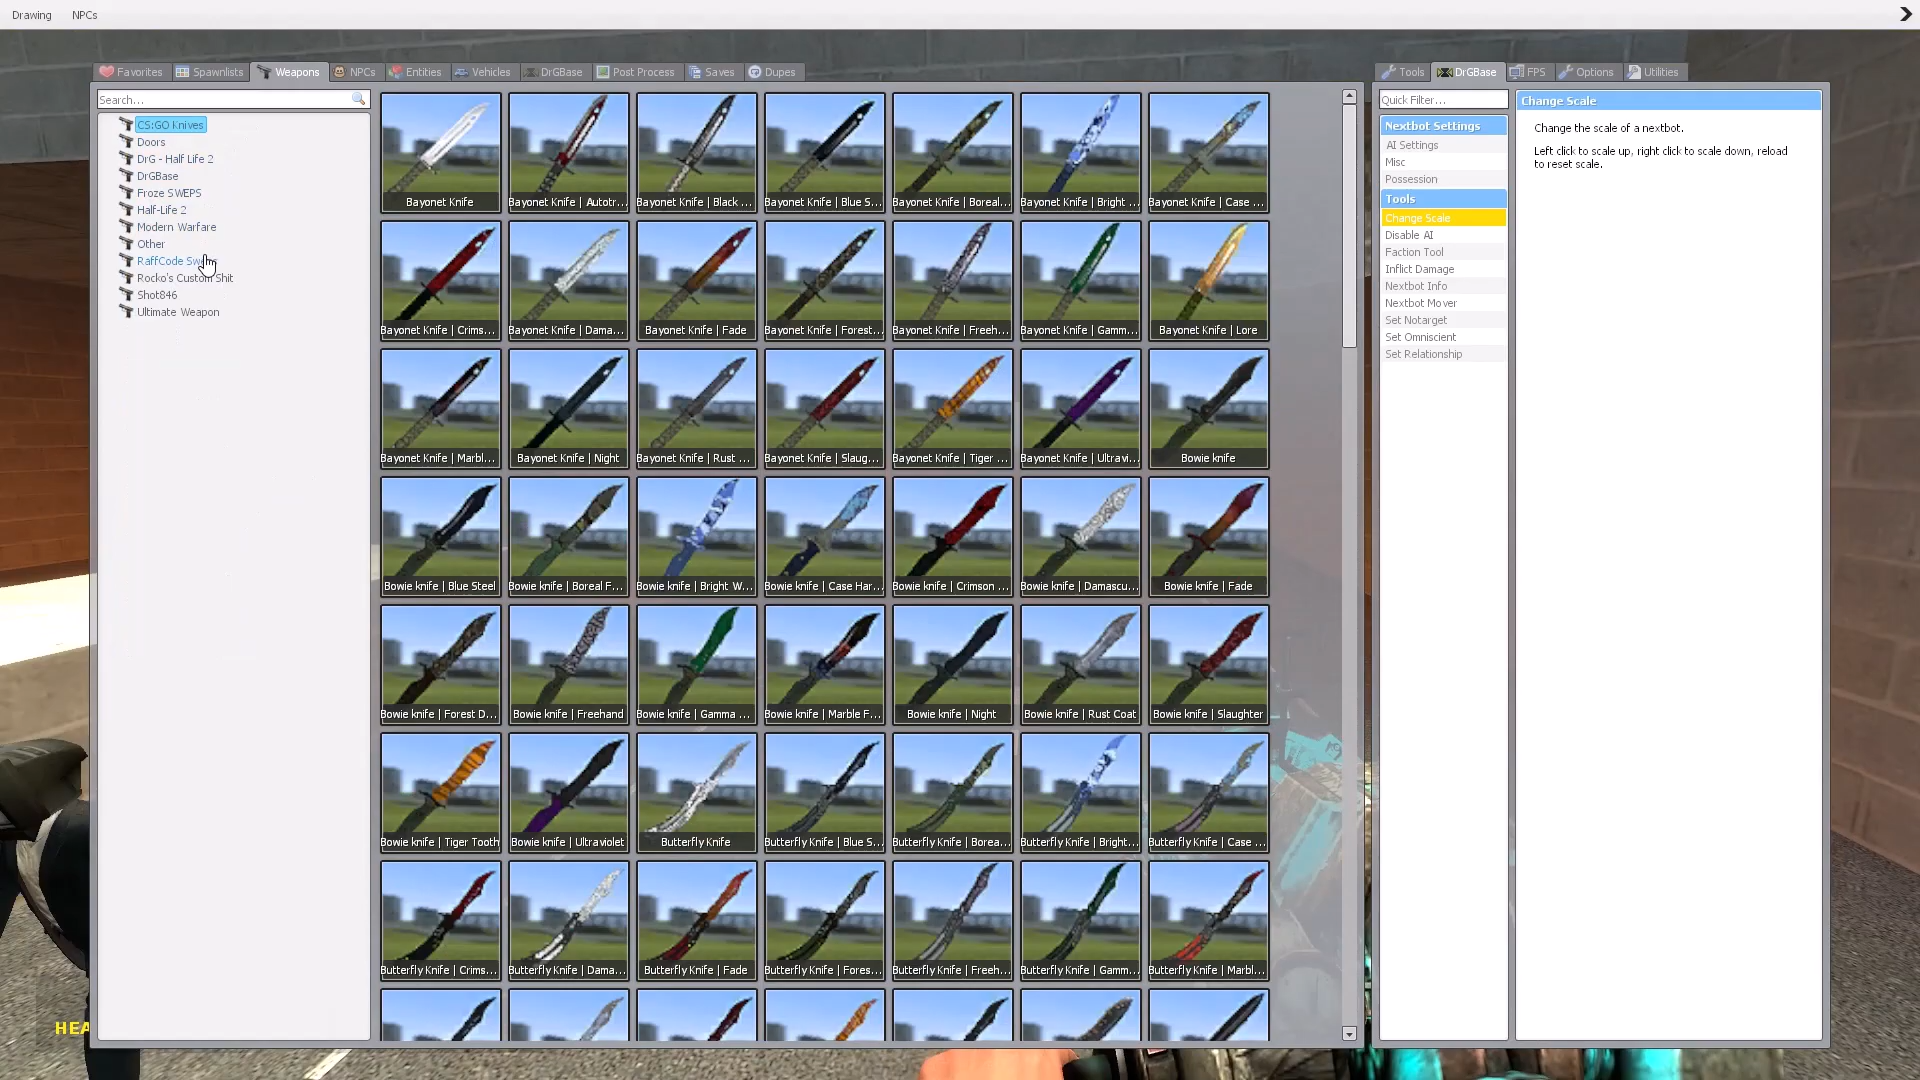 Drawing NPCs
Favorites Spawnlists Weapons NPCs Entities Vehicles DrGBase Post Process Saves Dupes
Search...
CS:GO Knives
Doors
DrG - Half Life 2
DrGBase
Froze SWEPS
Half-Life 2
Modern Warfare
Other
RaffCode
Rocko's Custom Shit
Shot846
Ultimate Weapon
Bayonet Knife
Bayonet Knife | Autotr...
Bayonet Knife | Black ...
Bayonet Knife | Blue S...
Bayonet Knife | Boreal...
Bayonet Knife | Bright ...
Bayonet Knife | Case ...
Bayonet Knife | Crims...
Bayonet Knife | Dama...
Bayonet Knife | Fade
Bayonet Knife | Forest...
Bayonet Knife | Freeh...
Bayonet Knife | Gamm...
Bayonet Knife | Lore
Bayonet Knife | Marbl...
Bayonet Knife | Night
Bayonet Knife | Rust ...
Bayonet Knife | Slaug...
Bayonet Knife | Tiger ...
Bayonet Knife | Ultravi...
Bowie knife
Bowie knife | Blue Steel
Bowie knife | Boreal F...
Bowie knife | Bright W...
Bowie knife | Case Har...
Bowie knife | Crimson ...
Bowie knife | Damascu...
Bowie knife | Fade
Bowie knife | Forest D...
Bowie knife | Freehand
Bowie knife | Gamma ...
Bowie knife | Marble F...
Bowie knife | Night
Bowie knife | Rust Coat
Bowie knife | Slaughter
Bowie knife | Tiger Tooth
Bowie knife | Ultraviolet
Butterfly Knife
Butterfly Knife | Blue S...
Butterfly Knife | Borea...
Butterfly Knife | Bright...
Butterfly Knife | Case ...
Butterfly Knife | Crims...
Butterfly Knife | Dama...
Butterfly Knife | Fade
Butterfly Knife | Fores...
Butterfly Knife | Freeh...
Butterfly Knife | Gamm...
Butterfly Knife | Marbl...
HEA
Tools DrGBase FPS Options Utilities
Quick Filter...
Nextbot Settings
AI Settings
Misc
Possession
Tools
Change Scale
Disable AI
Faction Tool
Inflict Damage
Nextbot Info
Nextbot Mover
Set Notarget
Set Omniscient
Set Relationship
Change Scale
Change the scale of a nextbot.
Left click to scale up, right click to scale down, reload
to reset scale.